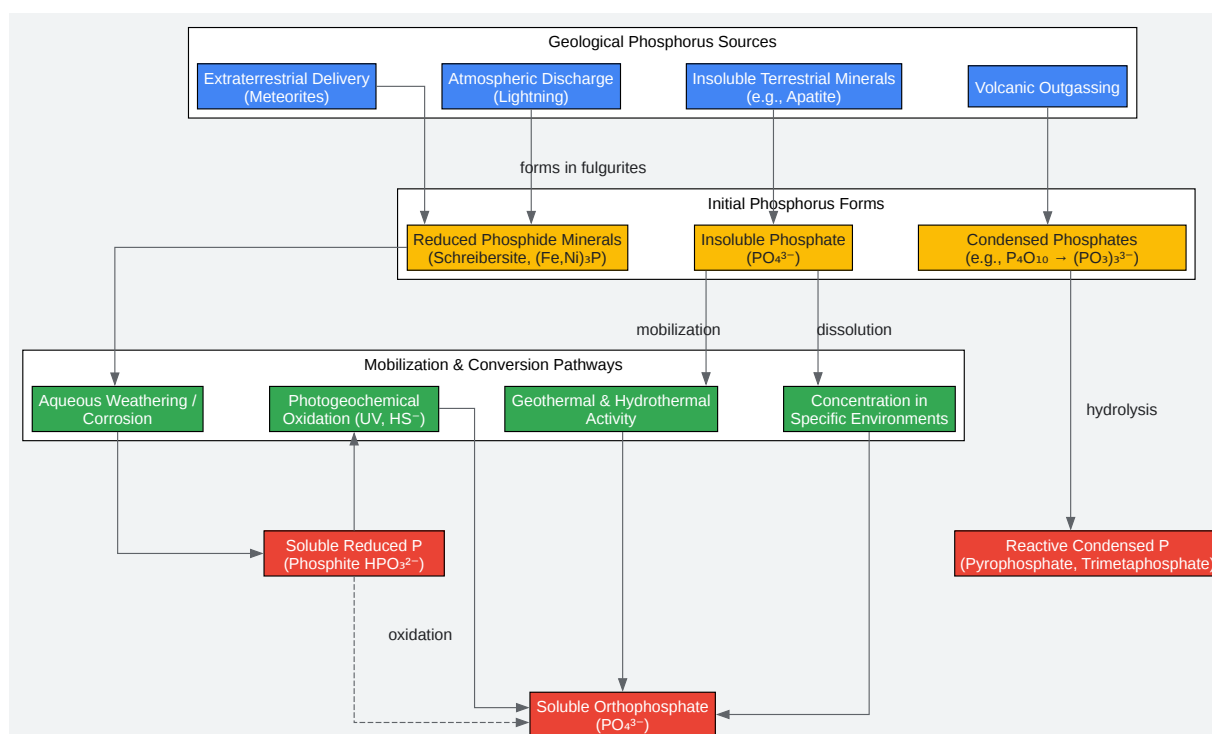 Geological Phosphorus Sources
Extraterrestrial Delivery
(Meteorites)
Atmospheric Discharge
(Lightning)
Insoluble Terrestrial Minerals
(e.g., Apatite)
Volcanic Outgassing
forms in fulgurites
Initial Phosphorus Forms
Reduced Phosphide Minerals
(Schreibersite, (Fe,Ni)₃P)
Insoluble Phosphate
(PO₄³⁻)
Condensed Phosphates
(e.g., P₄O₁₀ → (PO₃)₃³⁻)
mobilization
dissolution
Mobilization & Conversion Pathways
Aqueous Weathering /
Corrosion
Photogeochemical
Oxidation (UV, HS⁻)
Geothermal & Hydrothermal
Activity
Concentration in
Specific Environments
hydrolysis
Soluble Reduced P
(Phosphite HPO₃²⁻)
Reactive Condensed P
(Pyrophosphate, Trimetaphosphate)
oxidation
Soluble Orthophosphate
(PO₄³⁻)